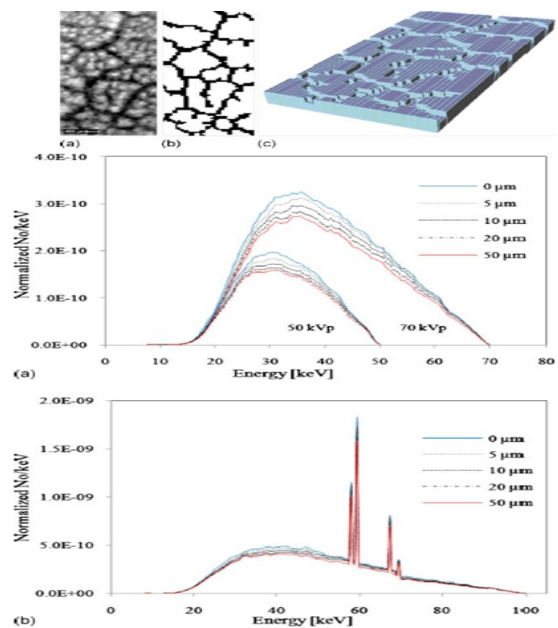 (a)
(b)
(c)
Normalized No/keV
4.0E-10
3.0E-10
2.0E-10
1.0E-10
0.0E+00
0 µm
5 µm
10 µm
20 µm
50 µm
50 kVp
70 kVp
0
10
20
30
40
50
60
70
80
Energy [keV]
(a)
Normalized No/keV
2.0E-09
1.5E-09
1.0E-09
5.0E-10
0.0E+00
0 µm
5 µm
10 µm
20 µm
50 µm
0
20
40
60
80
100
Energy [keV]
(b)